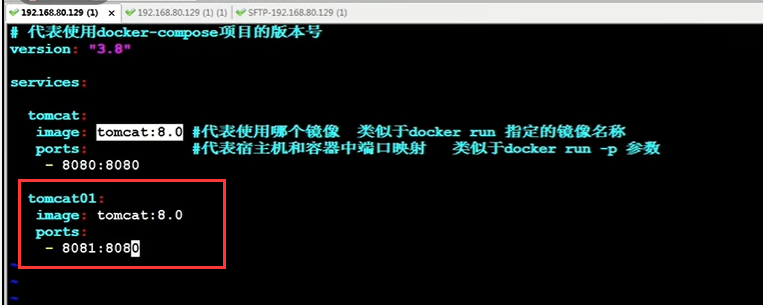 192.168.80.129 (1) × 192.168.80.129 (1) (1) SFTP-192.168.80.129 (1)
# 代表使用docker-compose项目的版本号
version: "3.8"
services:
tomcat:
image: tomcat:8.0 #代表使用哪个镜像 类似于docker run 指定的镜像名称
ports: #代表宿主机和容器中端口映射 类似于docker run -p 参数
- 8080:8080
tomcat01:
image: tomcat:8.0
ports:
- 8081:8080
~
~
~